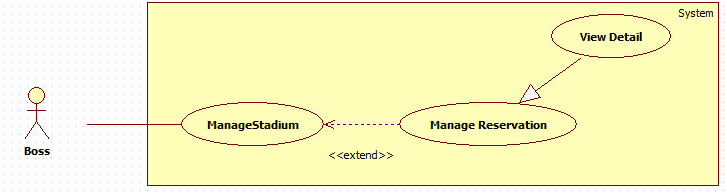 System
View Detail
ManageStadium
Manage Reservation
Boss
<<extend>>